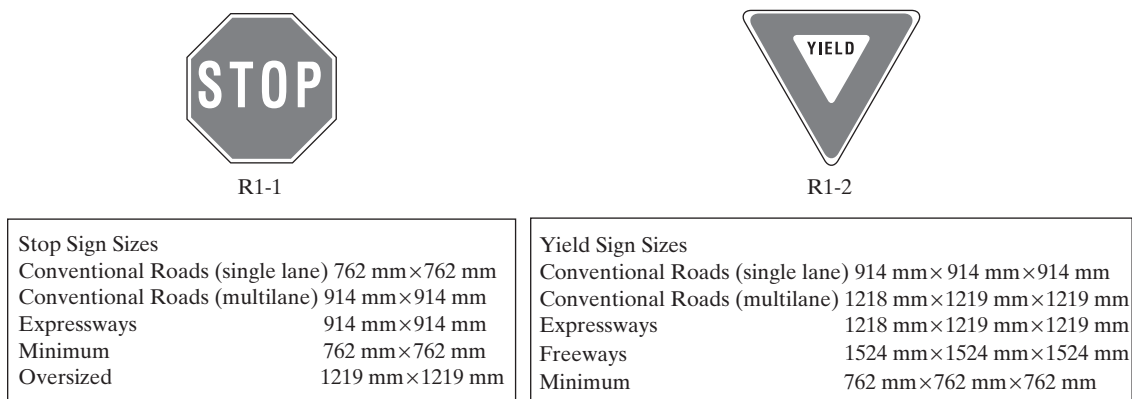 STOP
YIELD
R1-1
R1-2
Stop Sign Sizes
Conventional Roads (single lane) 762 mm×762 mm
Conventional Roads (multilane) 914 mm×914 mm
Expressways 914 mm×914 mm
Minimum 762 mm×762 mm
Oversized 1219 mm×1219 mm
Yield Sign Sizes
Conventional Roads (single lane) 914 mm×914 mm×914 mm
Conventional Roads (multilane) 1218 mm×1219 mm×1219 mm
Expressways 1218 mm×1219 mm×1219 mm
Freeways 1524 mm×1524 mm×1524 mm
Minimum 762 mm×762 mm×762 mm